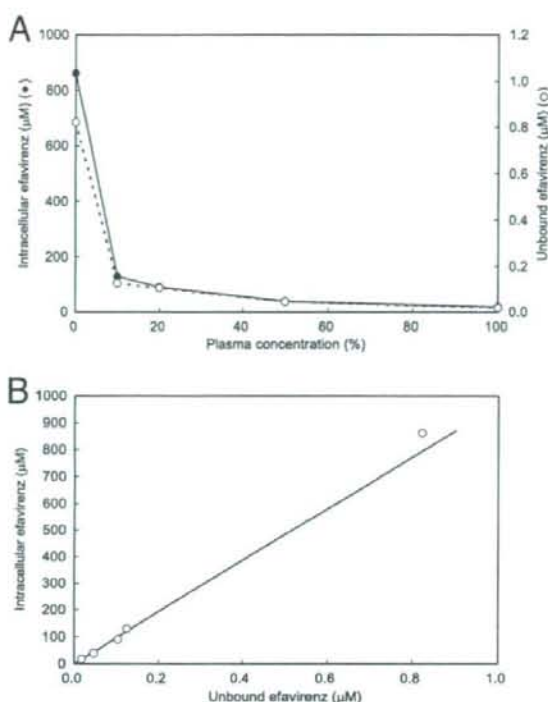 A
Intracellular efavirenz (μM) (●)
1000
800
600
400
200
0
Unbound efavirenz (μM) (○)
1.2
1.0
0.8
0.6
0.4
0.2
0.0
0 20 40 60 80 100
Plasma concentration (%)
B
Intracellular efavirenz (μM)
1000
900
800
700
600
500
400
300
200
100
0
0.0 0.2 0.4 0.6 0.8 1.0
Unbound efavirenz (μM)